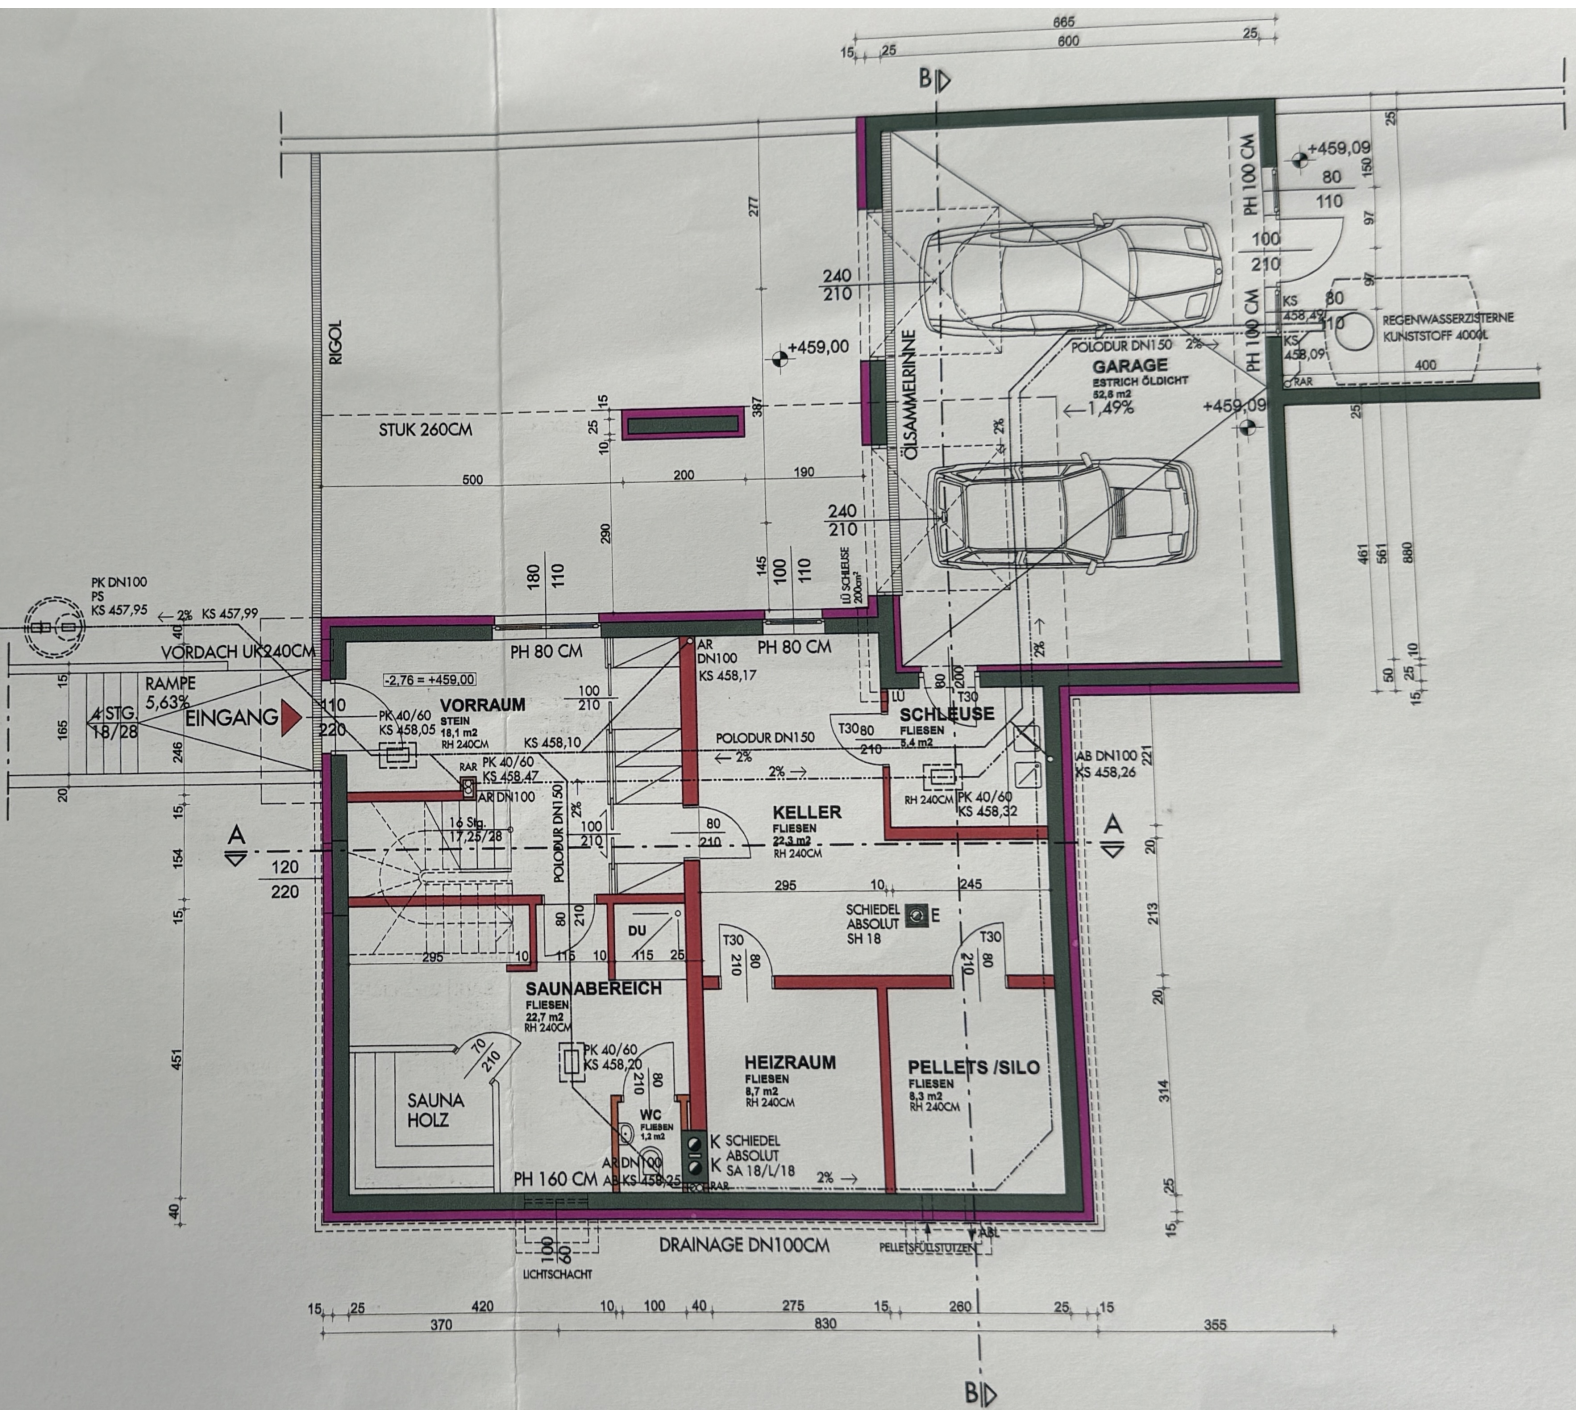 665
15 25 600 25
B
25
277
+459,09
PH 100 CM
80
110
150
97
100
210
240
210
RIGOL
97
KS
458,49
80
110
REGENWASSERZISTERNE
KUNSTSTOFF 4000L
PH 100 CM
POLODUR DN150 2%
+459,00
ÖLSAMMELRINNE
KS
458,09
GARAGE
ESTRICH ÖLDICHT
52,8 m2
1,49%
400
RAR
+459,09
25
15
25
10
387
STUK 260CM
2%
500
200
190
240
210
290
145
180
110
100
110
LÜ SCHLEUSE
200cm²
461
561
880
PK DN100
PS
KS 457,95
2% KS 457,99
40
VORDACH UK240CM
PH 80 CM
AR
DN100
KS 458,17
PH 80 CM
2%
50
25
10
15
15
RAMPE
5,63%
-2,76 = +459,00
VORRAUM
STEIN
18,1 m2
RH 240CM
100
210
80
200
T30
LÜ
SCHLEUSE
FLIESEN
5,4 m2
4 STG.
18/28
165
EINGANG
110
220
PK 40/60
KS 458,05
KS 458,10
POLODUR DN150
2%
2%
T30
80
210
221
246
RAR
PK 40/60
KS 458,47
AR DN100
AB DN100
KS 458,26
20
RH 240CM
PK 40/60
KS 458,32
15
16 Stg.
17,25/28
POLODUR DN150
2%
100
210
80
210
KELLER
FLIESEN
22,3 m2
RH 240CM
A
A
20
154
120
220
295
10
245
15
80
210
DU
SCHIEDEL
ABSOLUT
SH 18
E
213
295
10
115
10
115
25
T30
80
210
T30
80
210
SAUNABEREICH
FLIESEN
22,7 m2
RH 240CM
20
451
70
210
PK 40/60
KS 458,20
80
210
HEIZRAUM
FLIESEN
8,7 m2
RH 240CM
PELLETS /SILO
FLIESEN
8,3 m2
RH 240CM
314
SAUNA
HOLZ
WC
FLIESEN
1,2 m2
K
K
SCHIEDEL
ABSOLUT
SA 18/L/18
AR DN100
AB KS 458,25
PH 160 CM
RAR
2%
25
40
15
100
60
LICHTSCHACHT
DRAINAGE DN100CM
PELLETSFÜLLSTUTZEN
ABL
15 25 420 10 100 40 275 15 260 25 15
370 830 355
B